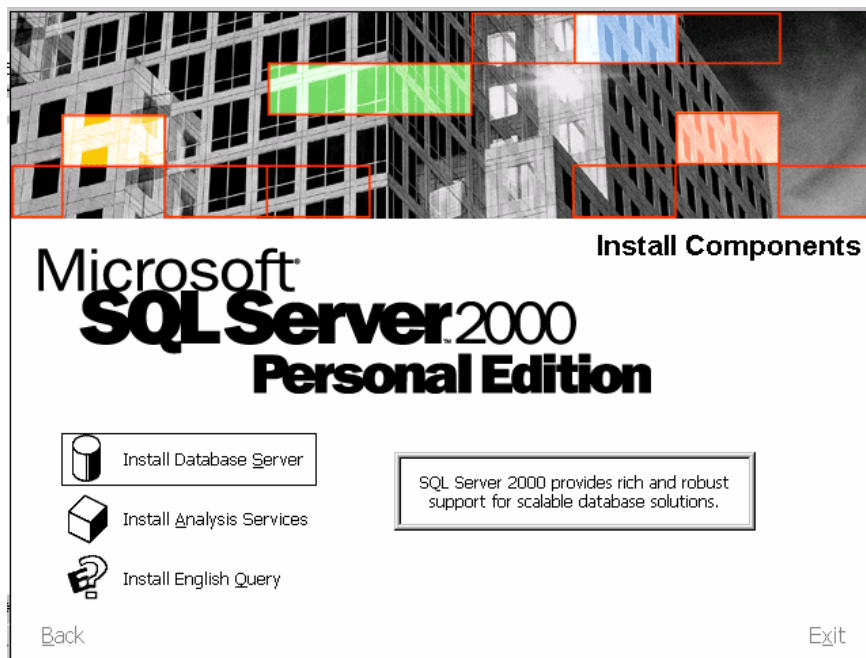 Install Components
Microsoft®
SQL Server™ 2000
Personal Edition
Install Database Server
SQL Server 2000 provides rich and robust
support for scalable database solutions.
Install Analysis Services
Install English Query
Back
Exit